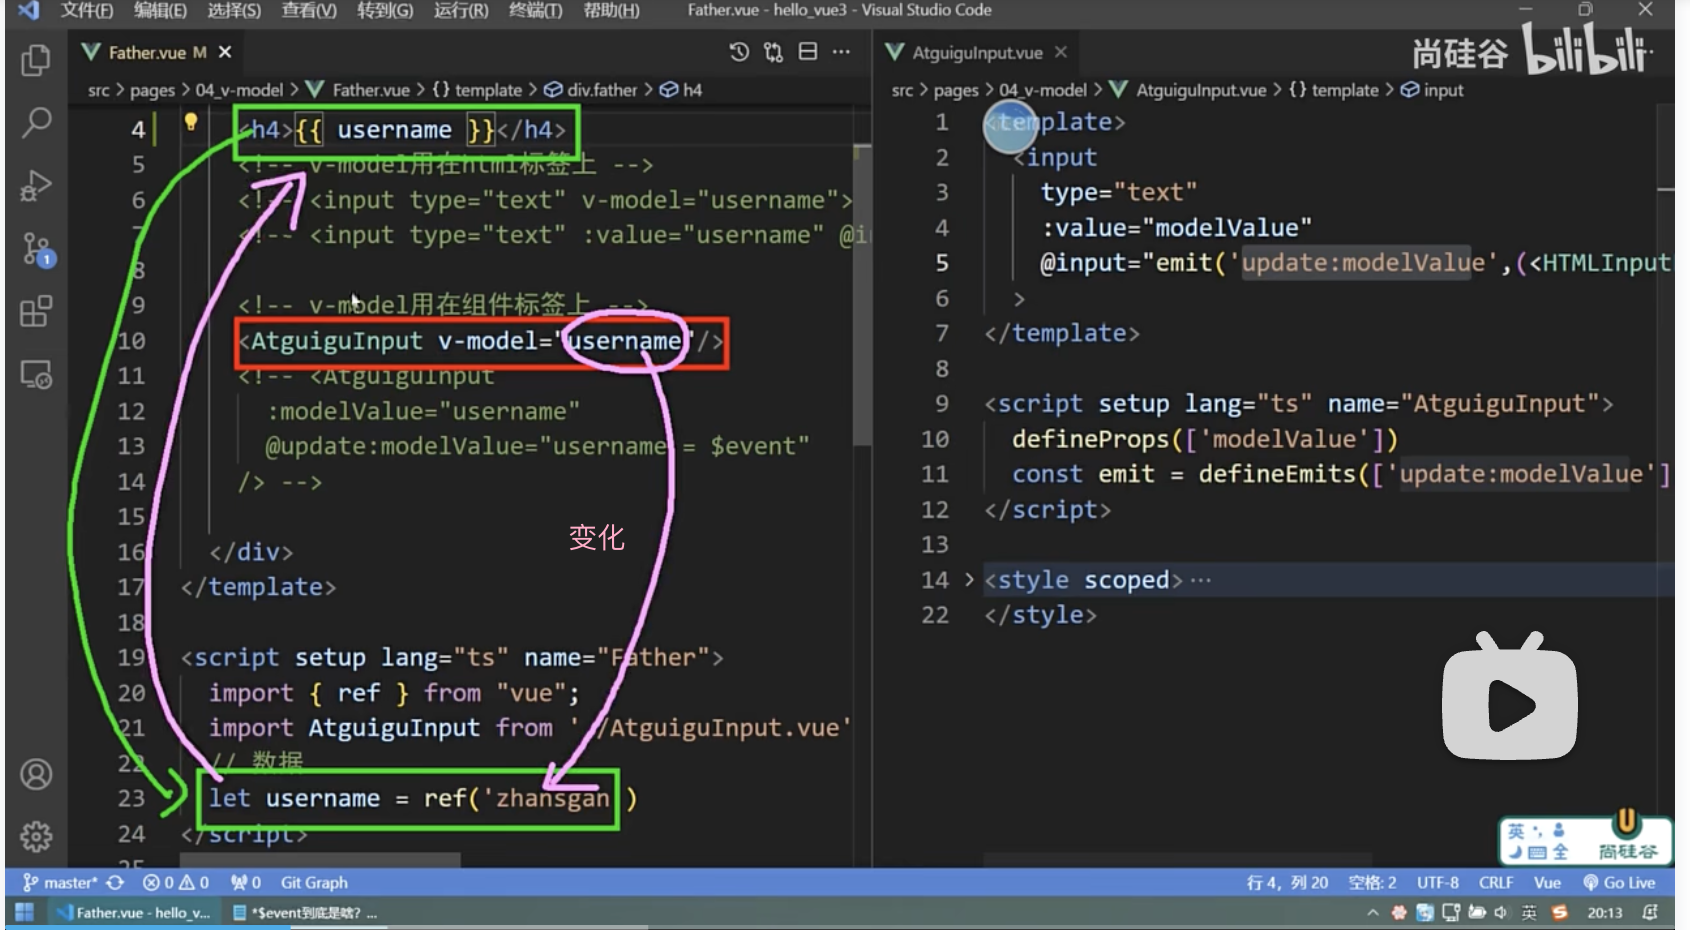 文件(F) 编辑(E) 选择(S) 查看(V) 转到(G) 运行(R) 终端(T) 帮助(H) Father.vue - hello_vue3 - Visual Studio Code
尚硅谷 bilibili
Father.vue M
src > pages > 04_v-model > Father.vue > {} template > div.father > h4
4 <h4>{{ username }}</h4>
5 <!-- v-model用在html标签上 -->
6 <!-- <input type="text" v-model="username">
7 <!-- <input type="text" :value="username" @i
8
9 <!-- v-model用在组件标签上 -->
10 <AtguiguInput v-model="username"/>
11 <!-- <AtguiguInput
12 :modelValue="username"
13 @update:modelValue="username = $event"
14 /> -->
15
变化
16 </div>
17 </template>
18
19 <script setup lang="ts" name="Father">
20 import { ref } from "vue";
21 import AtguiguInput from './AtguiguInput.vue'
22 // 数据
23 let username = ref('zhansgan')
24 </script>
25
AtguiguInput.vue
src > pages > 04_v-model > AtguiguInput.vue > {} template > input
1 <template>
2 <input
3 type="text"
4 :value="modelValue"
5 @input="emit('update:modelValue',(<HTMLInput
6 >
7 </template>
8
9 <script setup lang="ts" name="AtguiguInput">
10 defineProps(['modelValue'])
11 const emit = defineEmits(['update:modelValue']
12 </script>
13
14 <style scoped>···
22 </style>
1
英 全
尚硅谷
master* 0 0 0 Git Graph
行 4，列 20 空格: 2 UTF-8 CRLF Vue Go Live
Father.vue - hello_v... *$event到底是啥? ...
英 20:13